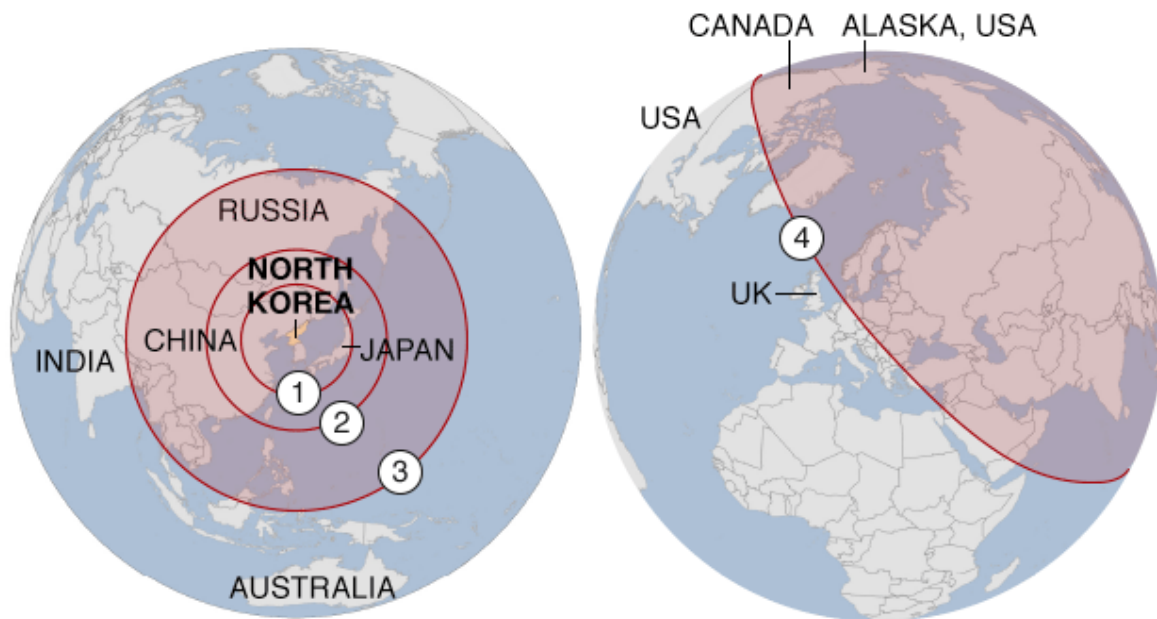 CANADA
ALASKA, USA
USA
RUSSIA
NORTH
KOREA
4
UK
CHINA
JAPAN
INDIA
1
2
3
AUSTRALIA